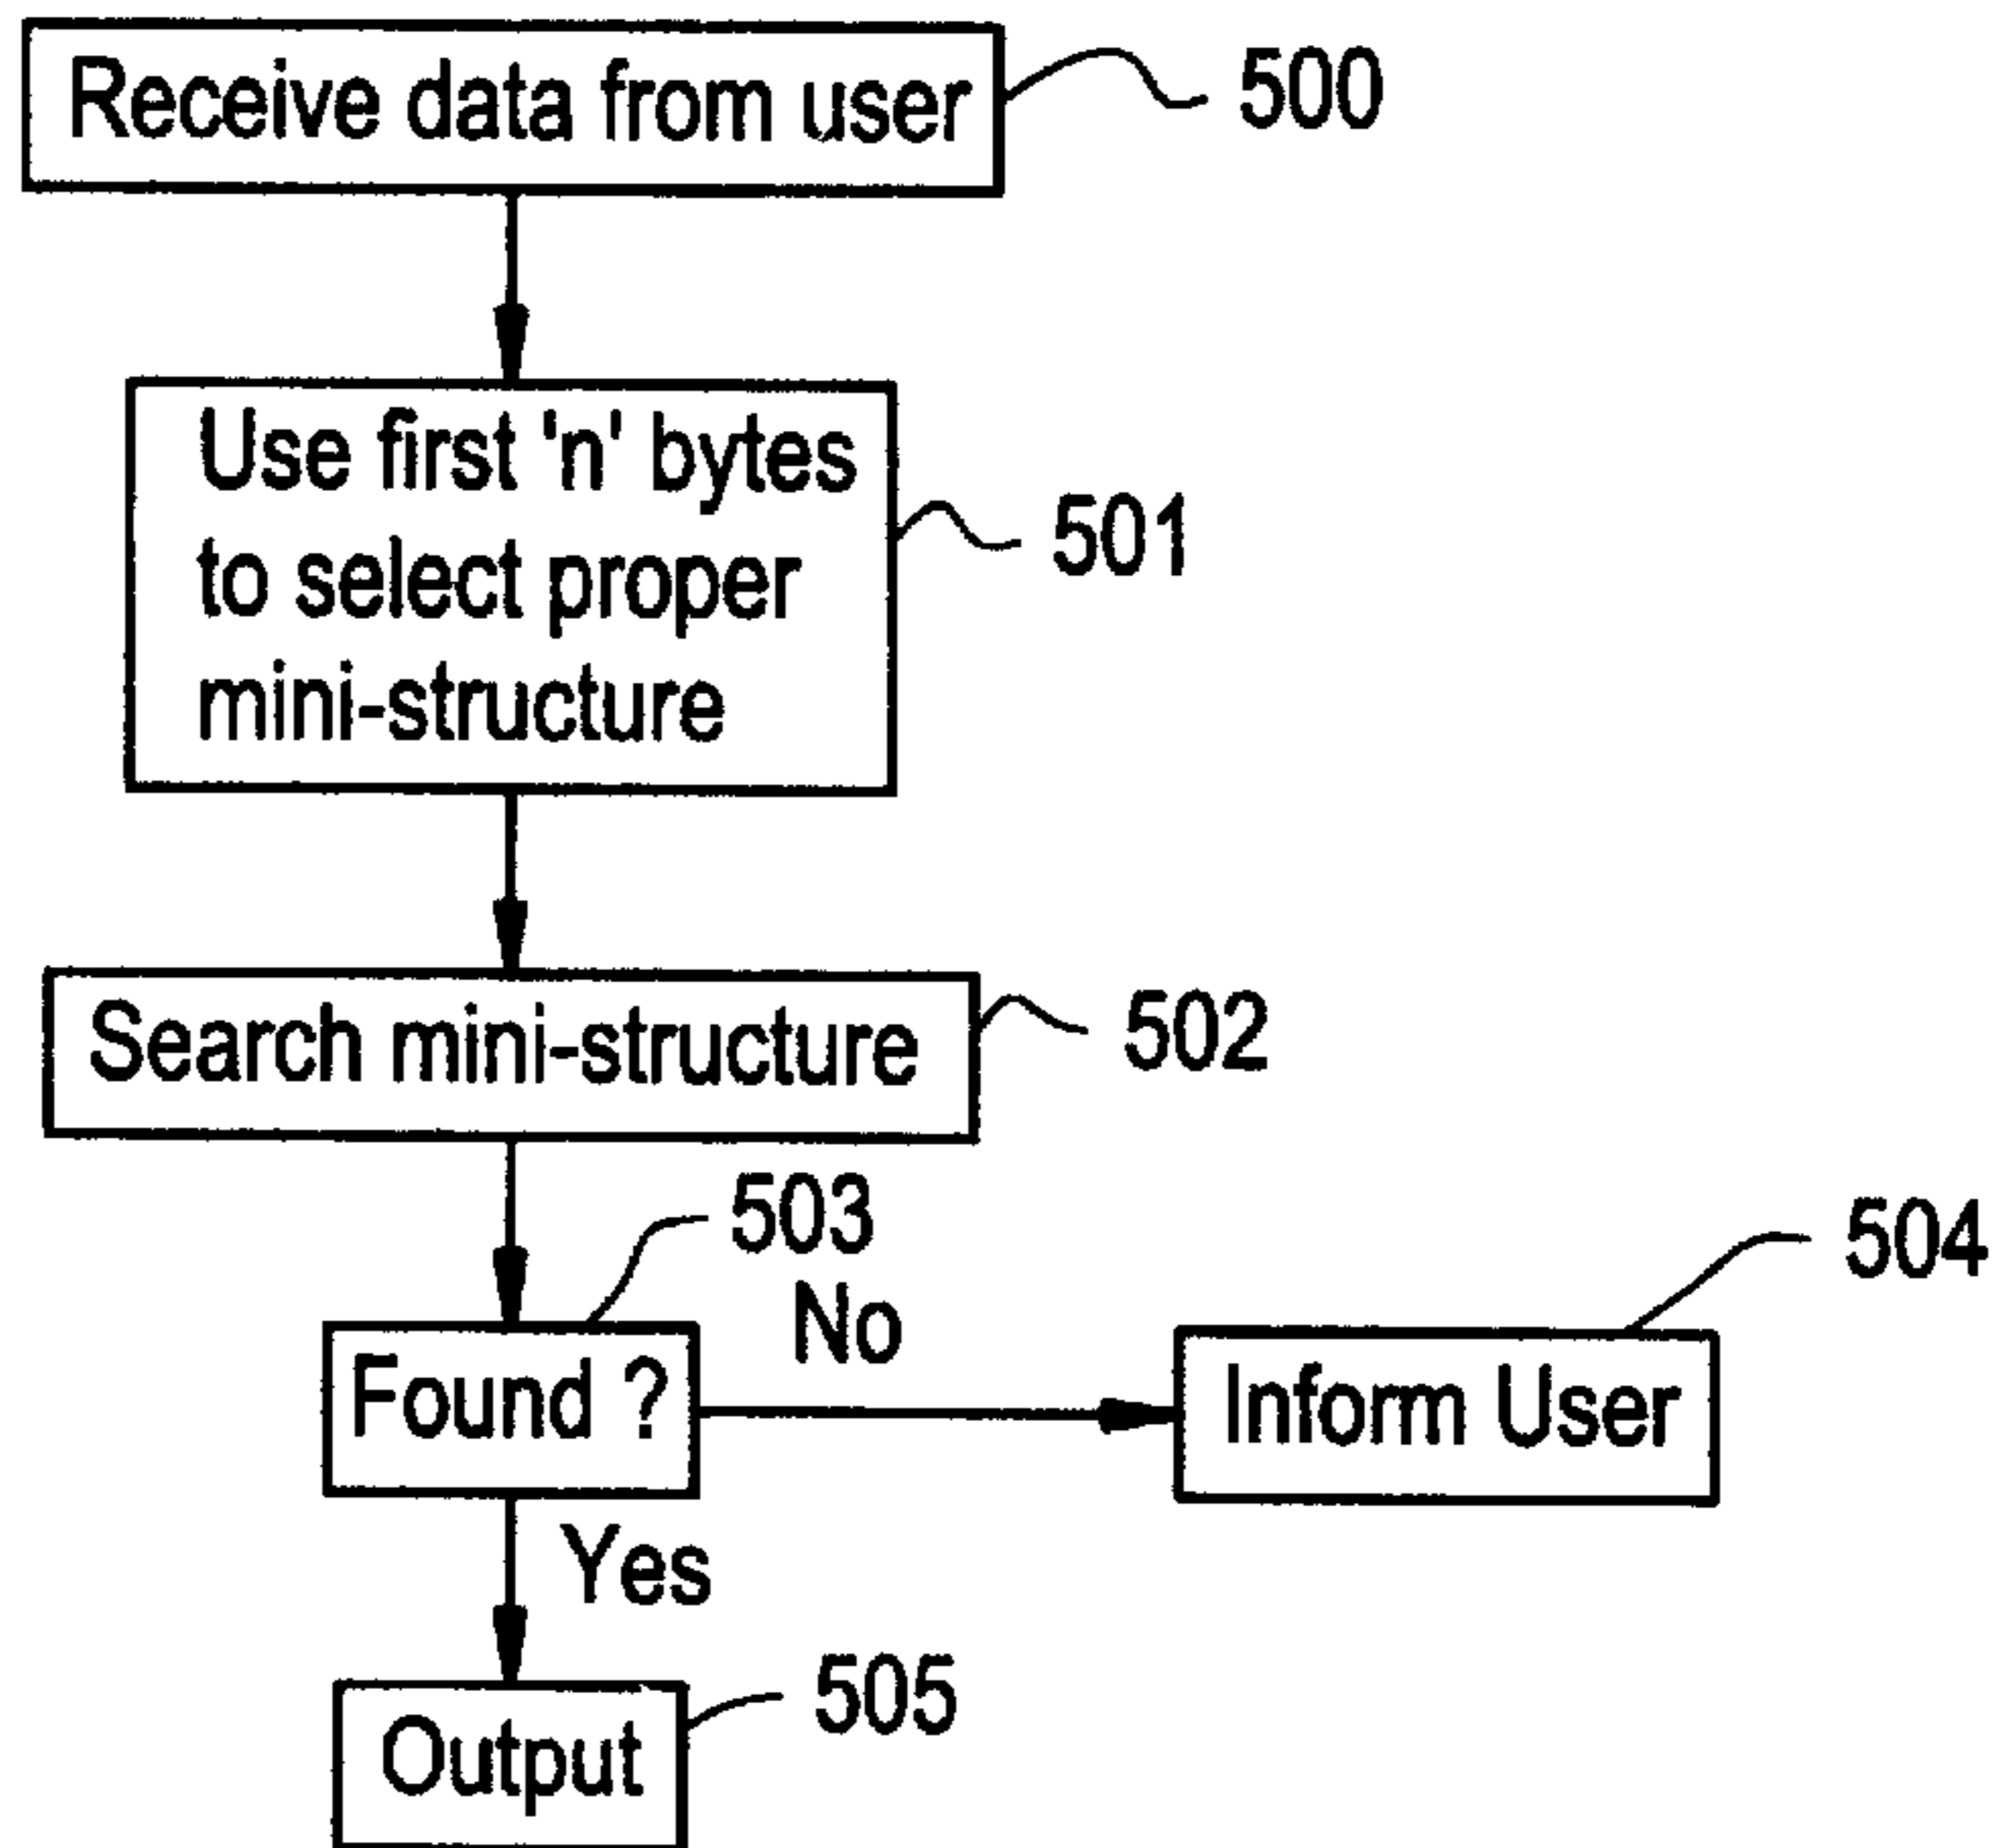 Receive data from user
500
Use first 'n' bytes
to select proper
mini-structure
501
Search mini-structure
502
503
No
504
Found ?
Inform User
Yes
505
Output